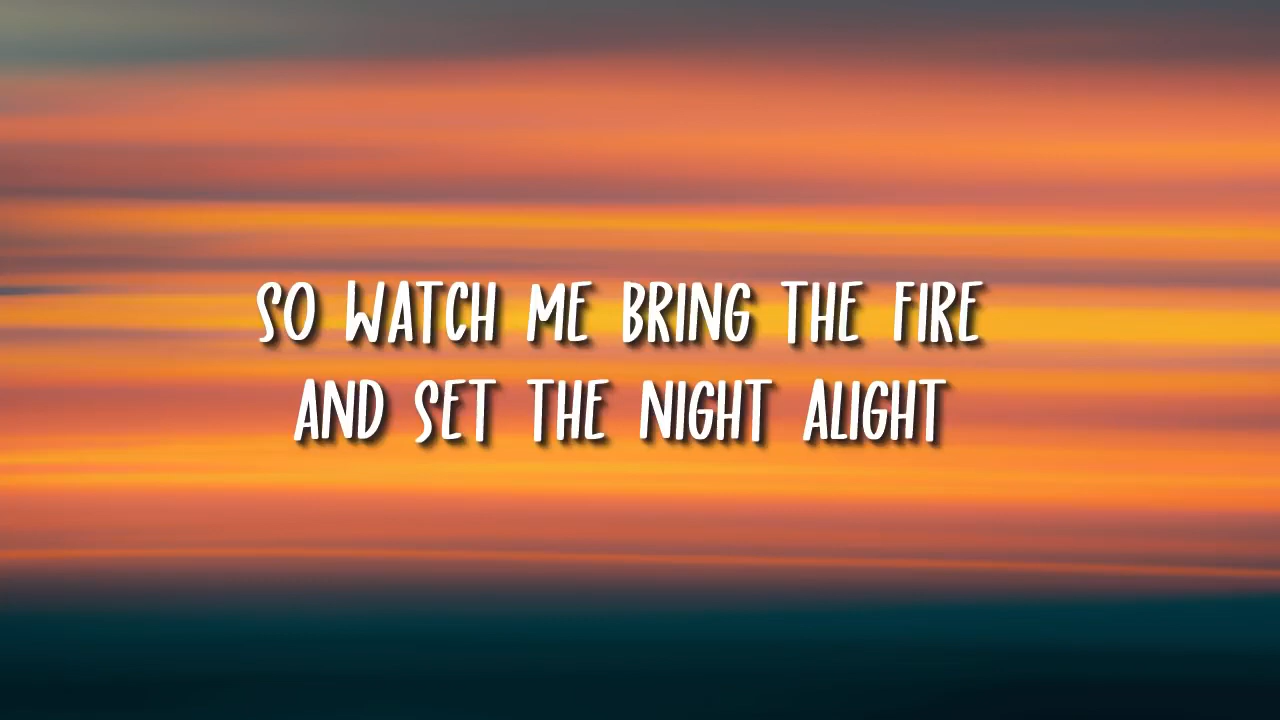 SO WATCH ME BRING THE FIRE
AND SET THE NIGHT ALIGHT